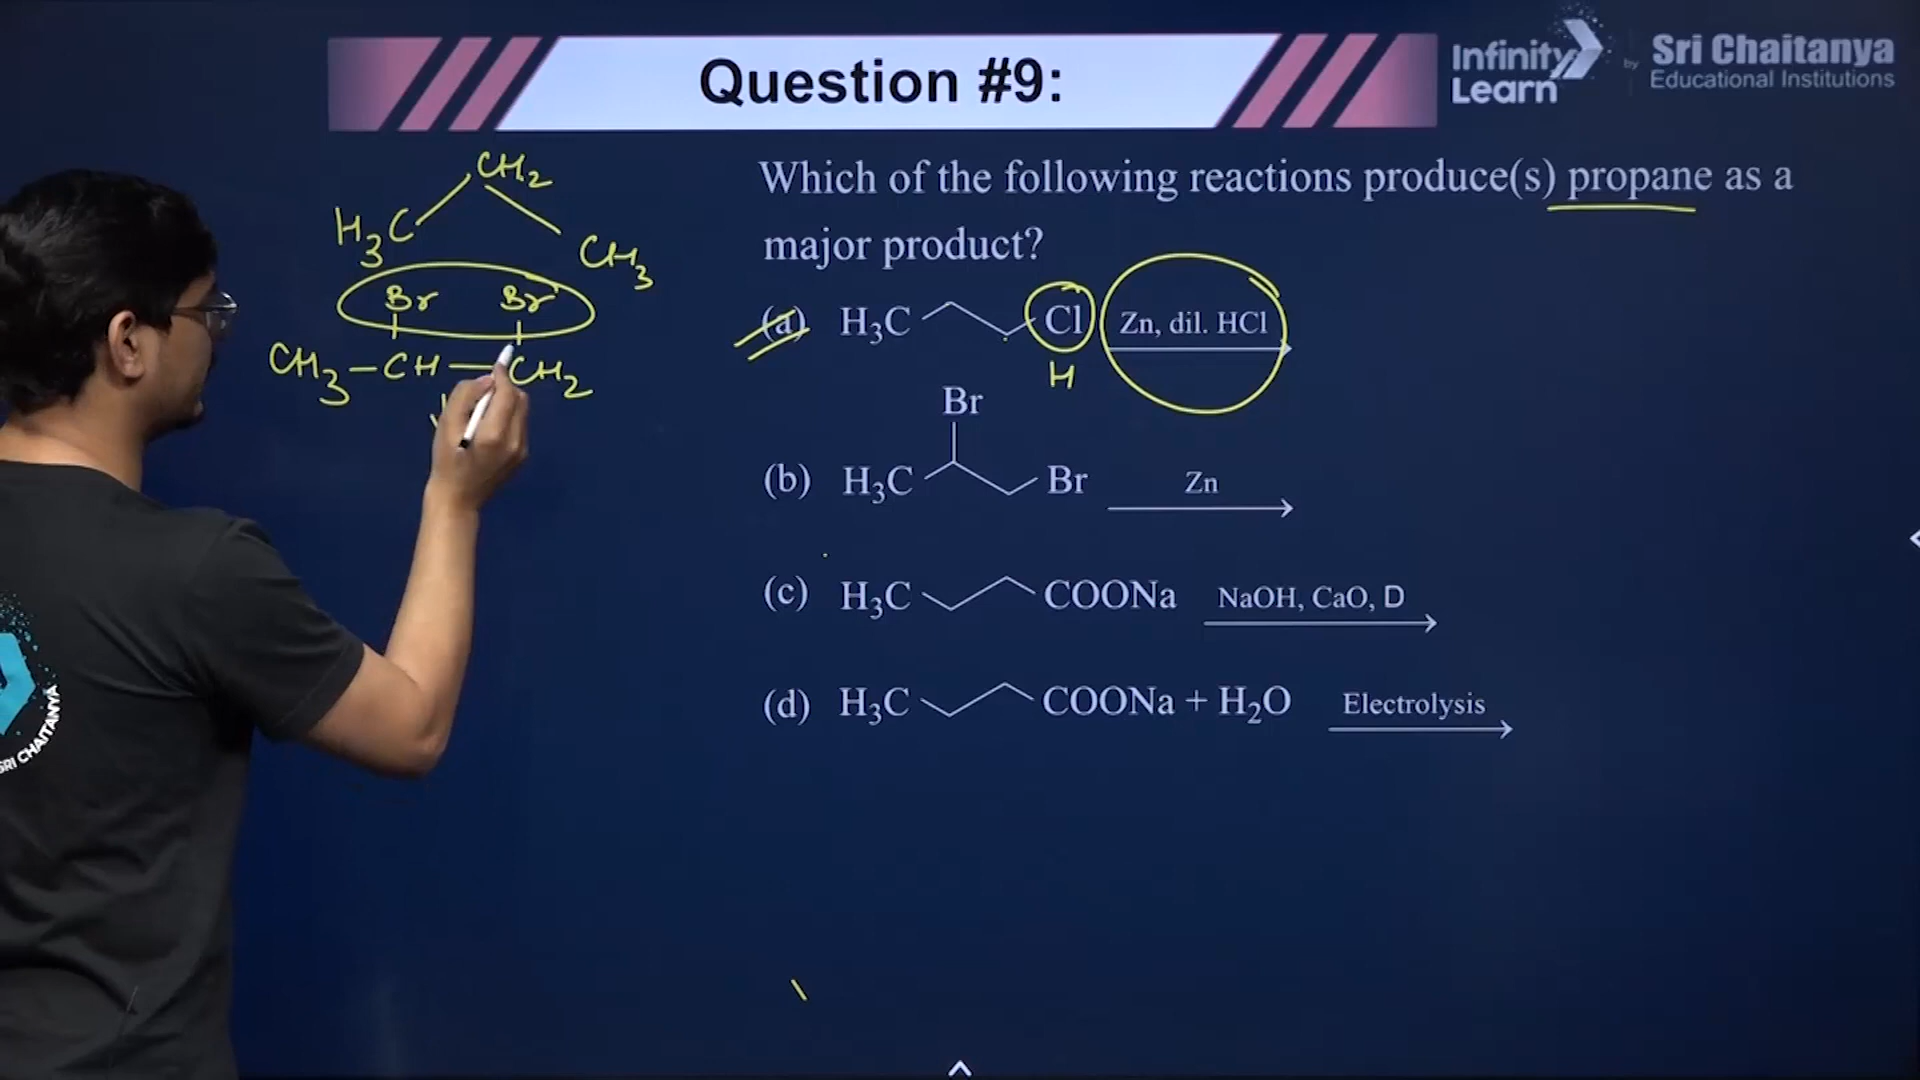 Question #9:
Infinity Learn by Sri Chaitanya Educational Institutions
Which of the following reactions produce(s) propane as a
major product?
(a) H₃C Cl Zn, dil. HCl
H
(b) H₃C Br Br Zn
(c) H₃C COONa NaOH, CaO, D
(d) H₃C COONa + H₂O Electrolysis
CH₂
H₃C
CH₃
Br Br
CH₃-CH-CH₂
SRI CHAITANYA